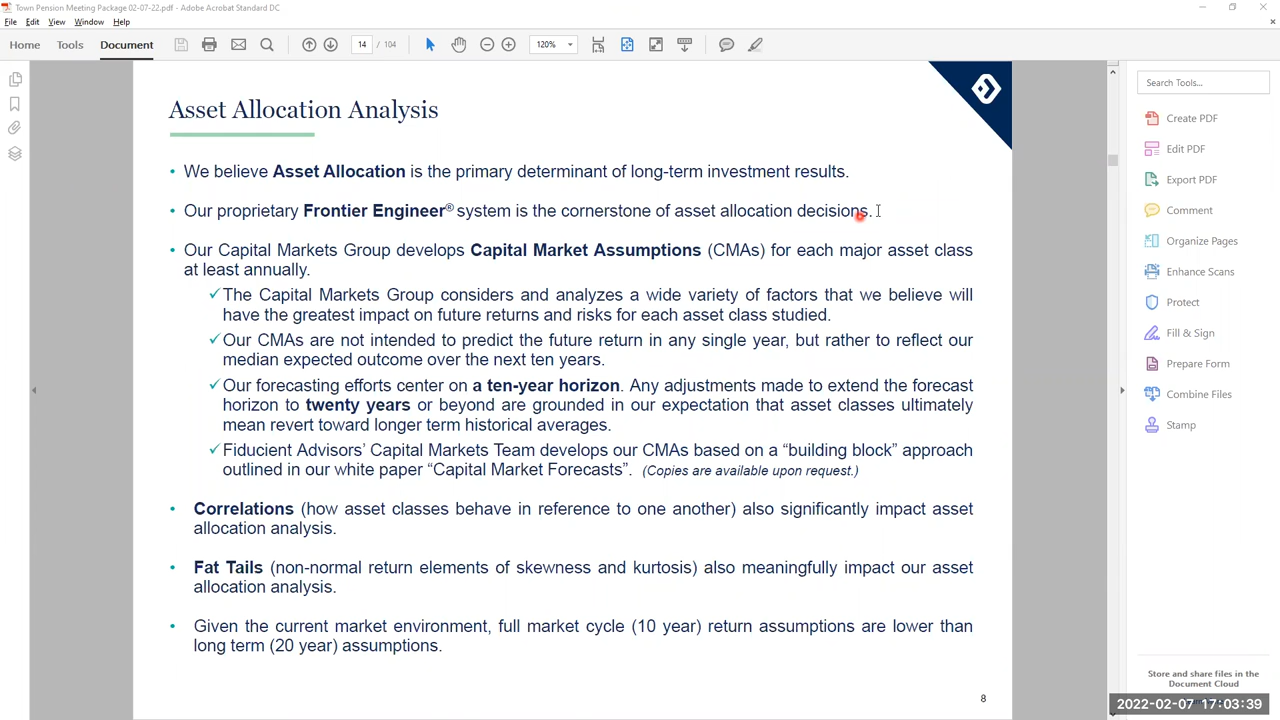 Town Pension Meeting Package 02-07-22.pdf - Adobe Acrobat Standard DC
File Edit View Window Help
Home Tools Document 14 / 104 120%
Search Tools...
Create PDF
Edit PDF
Export PDF
Comment
Organize Pages
Enhance Scans
Protect
Fill & Sign
Prepare Form
Combine Files
Stamp
Asset Allocation Analysis
• We believe Asset Allocation is the primary determinant of long-term investment results.
• Our proprietary Frontier Engineer® system is the cornerstone of asset allocation decisions.
• Our Capital Markets Group develops Capital Market Assumptions (CMAs) for each major asset class
at least annually.
✓The Capital Markets Group considers and analyzes a wide variety of factors that we believe will
have the greatest impact on future returns and risks for each asset class studied.
✓Our CMAs are not intended to predict the future return in any single year, but rather to reflect our
median expected outcome over the next ten years.
✓Our forecasting efforts center on a ten-year horizon. Any adjustments made to extend the forecast
horizon to twenty years or beyond are grounded in our expectation that asset classes ultimately
mean revert toward longer term historical averages.
✓Fiducient Advisors’ Capital Markets Team develops our CMAs based on a “building block” approach
outlined in our white paper “Capital Market Forecasts”. (Copies are available upon request.)
• Correlations (how asset classes behave in reference to one another) also significantly impact asset
allocation analysis.
• Fat Tails (non-normal return elements of skewness and kurtosis) also meaningfully impact our asset
allocation analysis.
• Given the current market environment, full market cycle (10 year) return assumptions are lower than
long term (20 year) assumptions.
8
Store and share files in the
Document Cloud
2022-02-07 17:03:39